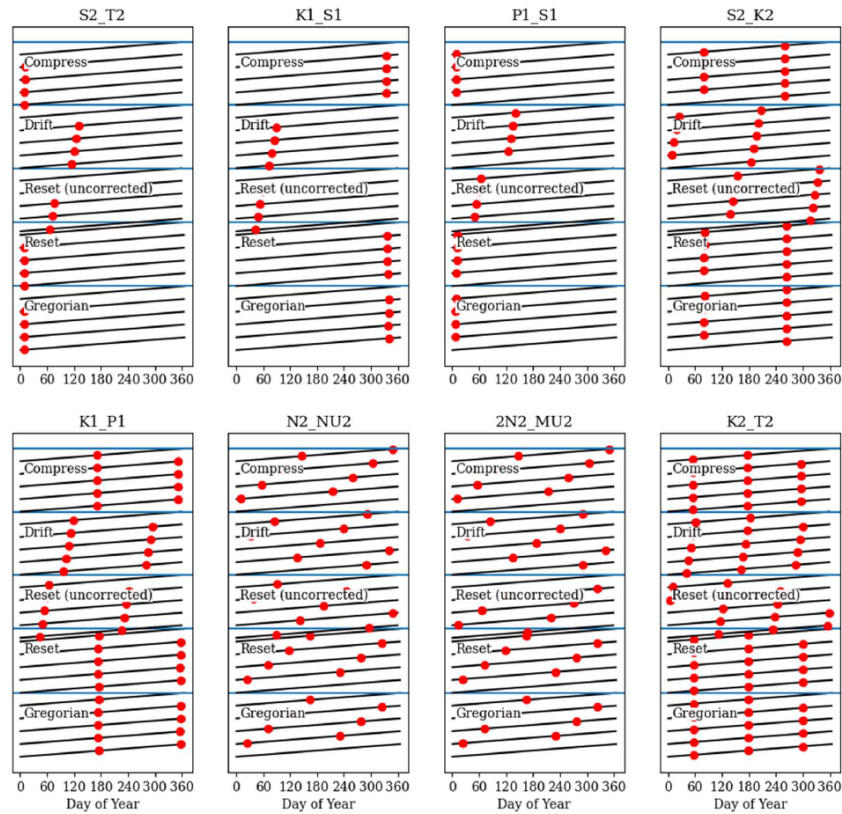 S2_T2 K1_S1 P1_S1 S2_K2
Compress Compress Compress Compress
Drift Drift Drift Drift
Reset (uncorrected) Reset (uncorrected) Reset (uncorrected) Reset (uncorrected)
Reset Reset Reset Reset
Gregorian Gregorian Gregorian Gregorian
0 60 120 180 240 300 360 0 60 120 180 240 300 360 0 60 120 180 240 300 360 0 60 120 180 240 300 360
K1_P1 N2_NU2 2N2_MU2 K2_T2
Compress Compress Compress Compress
Drift Drift Drift Drift
Reset (uncorrected) Reset (uncorrected) Reset (uncorrected) Reset (uncorrected)
Reset Reset Reset Reset
Gregorian Gregorian Gregorian Gregorian
0 60 120 180 240 300 360 0 60 120 180 240 300 360 0 60 120 180 240 300 360 0 60 120 180 240 300 360
Day of Year Day of Year Day of Year Day of Year